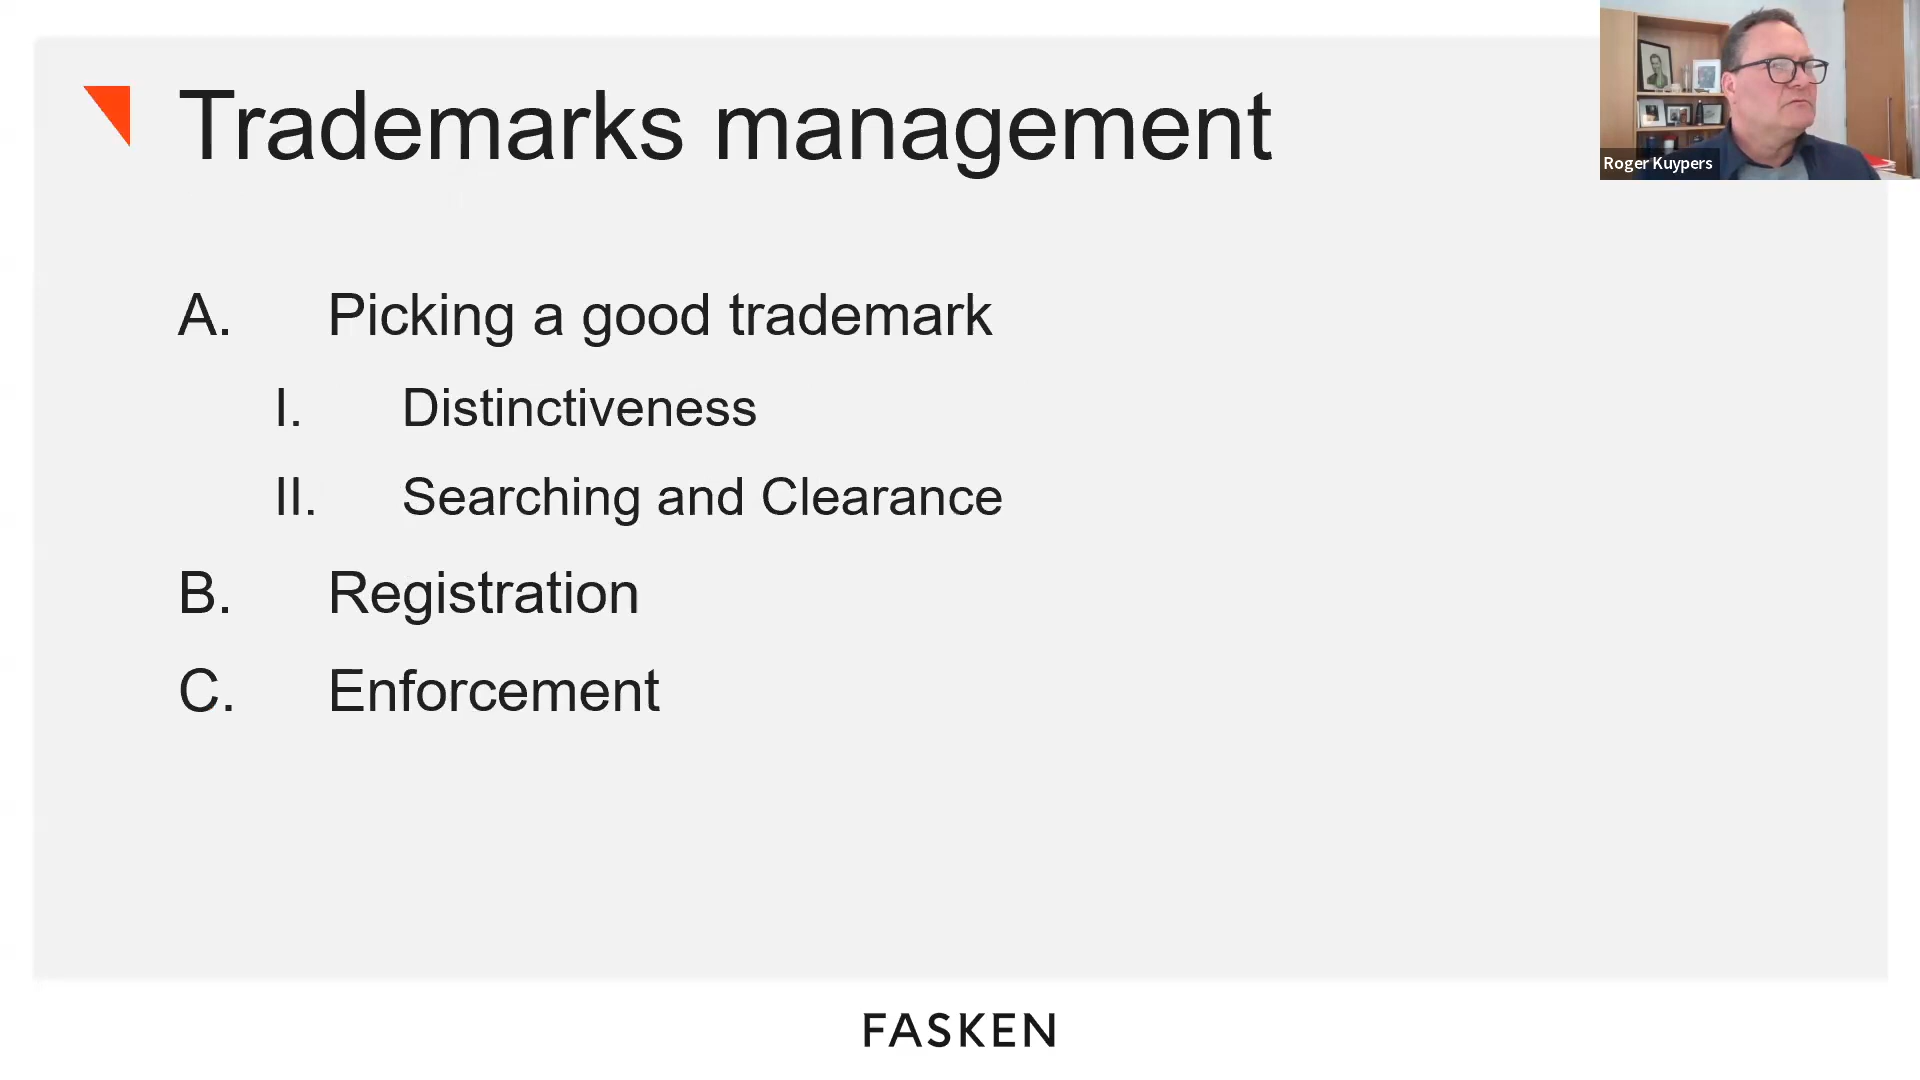 Trademarks management
Roger Kuypers
A. Picking a good trademark
I. Distinctiveness
II. Searching and Clearance
B. Registration
C. Enforcement
FASKEN